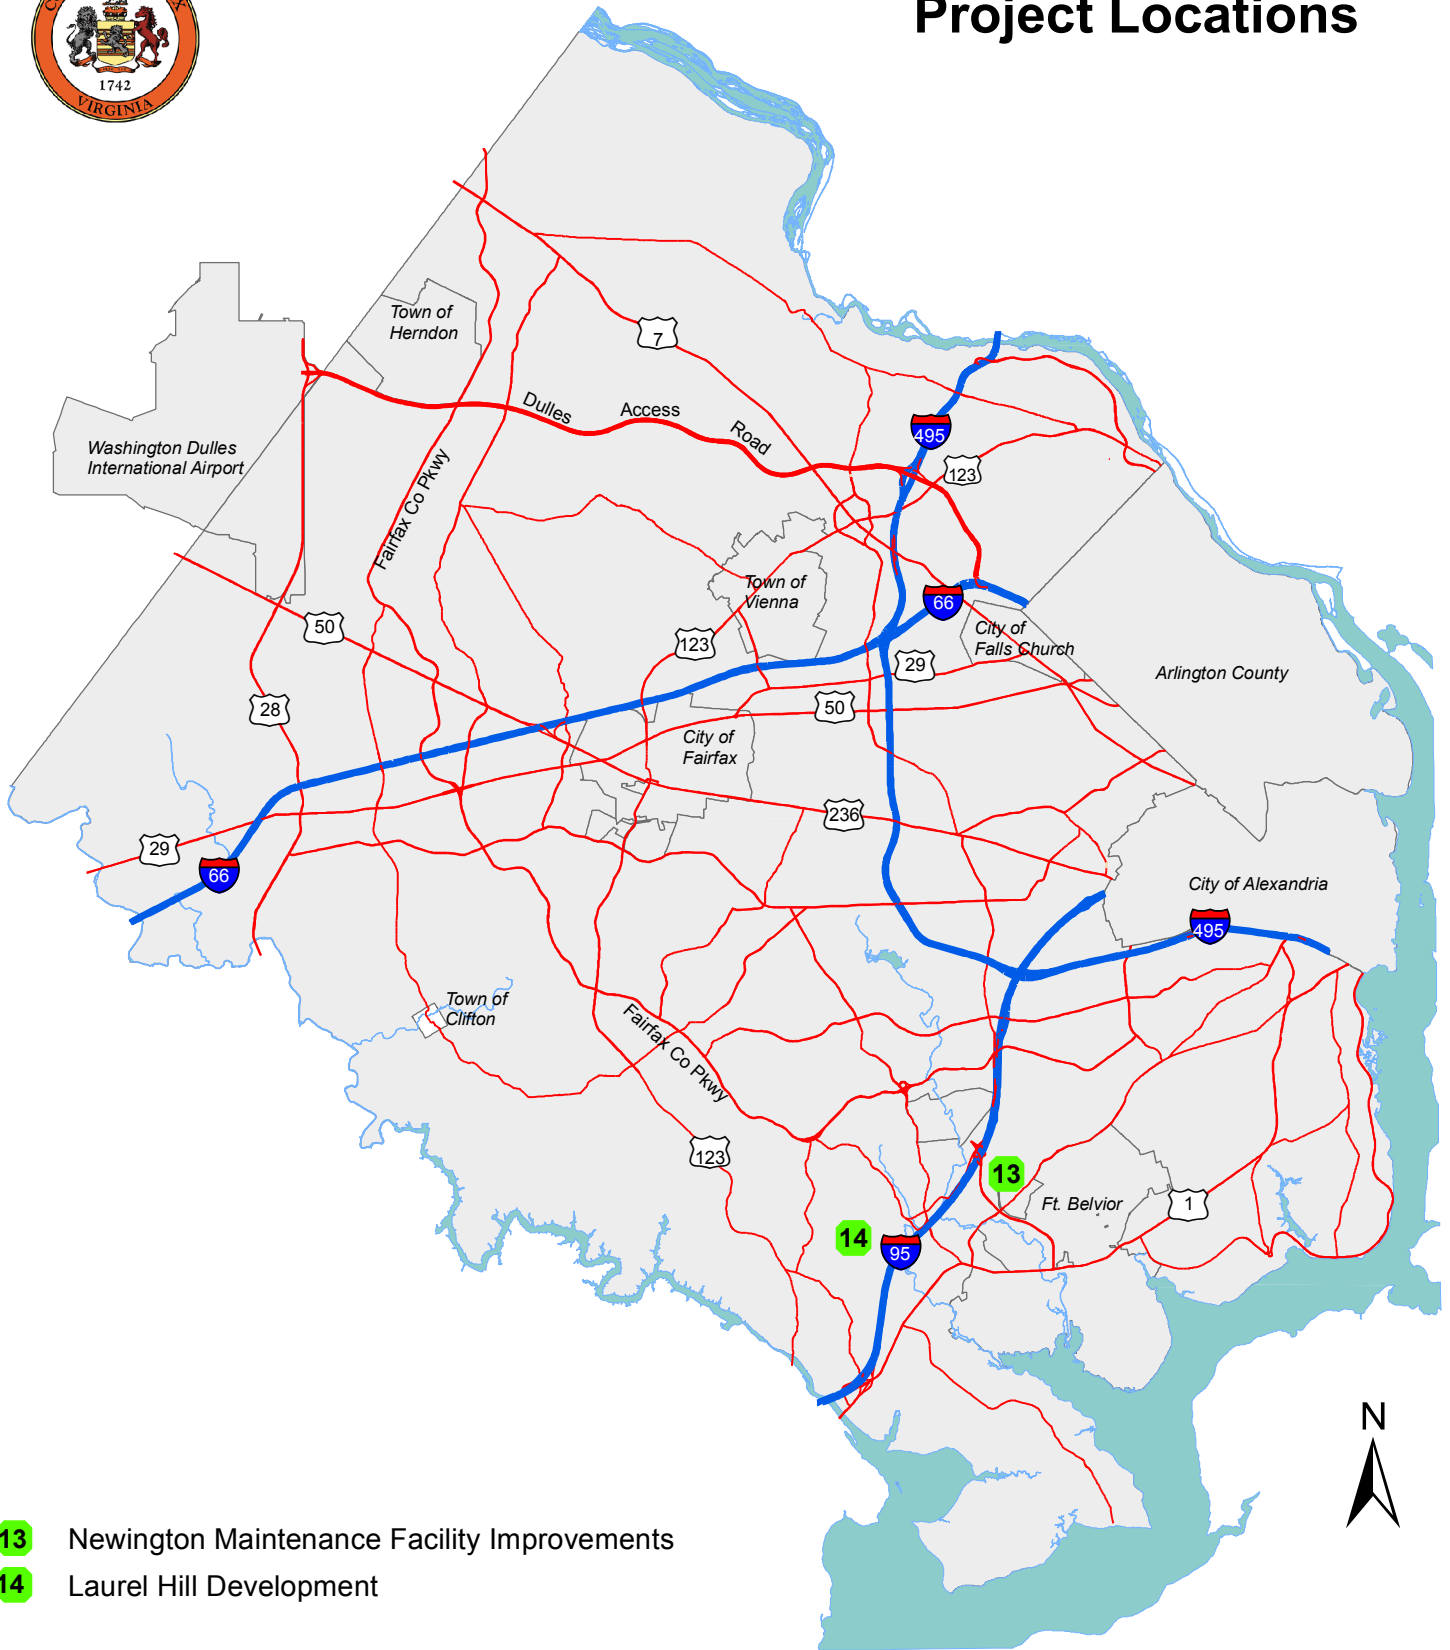 Project Locations
1742
VIRGINIA
Town of
Herndon
7
Dulles Access Road
495
123
Washington Dulles
International Airport
Fairfax Co Pkwy
Town of
Vienna
66
50
123
City of
Falls Church
29
Arlington County
28
50
City of
Fairfax
236
29
66
City of Alexandria
495
Town of
Clifton
Fairfax Co Pkwy
123
13
Ft. Belvior
1
14
95
N
13 Newington Maintenance Facility Improvements
14 Laurel Hill Development